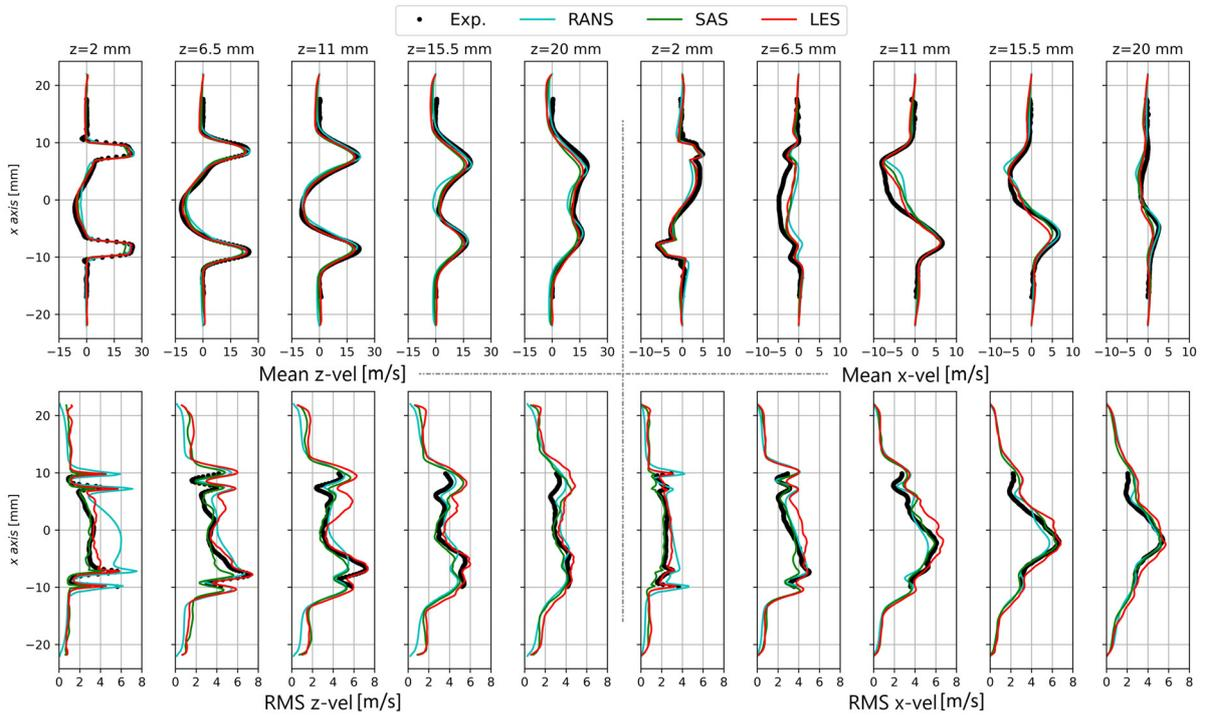 Exp. RANS SAS LES
z=2 mm z=6.5 mm z=11 mm z=15.5 mm z=20 mm z=2 mm z=6.5 mm z=11 mm z=15.5 mm z=20 mm
20
10
0
−10
−20
x axis [mm]
−15 0 15 30 −15 0 15 30 −15 0 15 30 −15 0 15 30 −15 0 15 30 −10−5 0 5 10 −10−5 0 5 10 −10−5 0 5 10 −10−5 0 5 10 −10−5 0 5 10
Mean z-vel [m/s] Mean x-vel [m/s]
20
10
0
−10
−20
x axis [mm]
0 2 4 6 8 0 2 4 6 8 0 2 4 6 8 0 2 4 6 8 0 2 4 6 8 0 2 4 6 8 0 2 4 6 8 0 2 4 6 8 0 2 4 6 8 0 2 4 6 8
RMS z-vel [m/s] RMS x-vel [m/s]